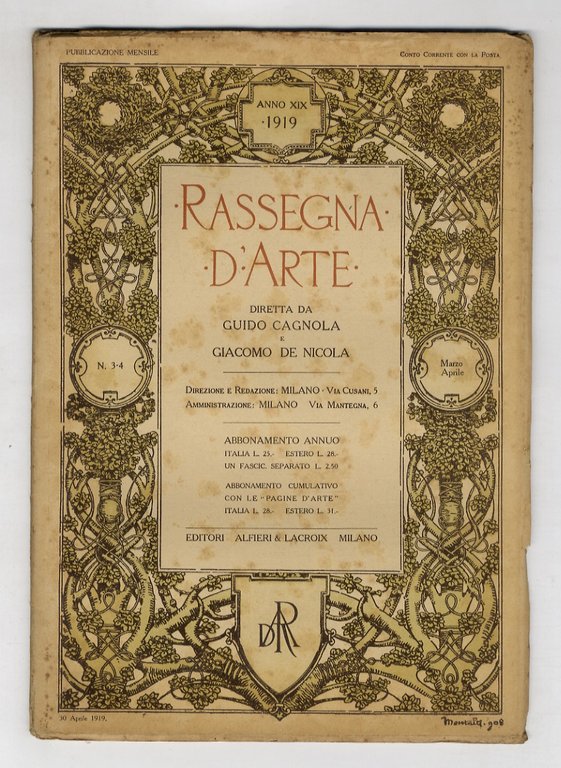 PUBBLICAZIONE MENSILE
CONTO CORRENTE CON LA POSTA
ANNO XIX
·1919
·RASSEGNA·
·D'ARTE·
DIRETTA DA
GUIDO CAGNOLA
E
GIACOMO DE NICOLA
N. 3-4
Marzo
Aprile
DIREZIONE E REDAZIONE: MILANO - VIA CUSANI, 5
AMMINISTRAZIONE: MILANO VIA MANTEGNA, 6
ABBONAMENTO ANNUO
ITALIA L. 25.- ESTERO L. 28.-
UN FASCIC. SEPARATO L. 2.50
ABBONAMENTO CUMULATIVO
CON LE "PAGINE D'ARTE"
ITALIA L. 28.- ESTERO L. 31.-
EDITORI ALFIERI & LACROIX MILANO
DAR
30 Aprile 1919.